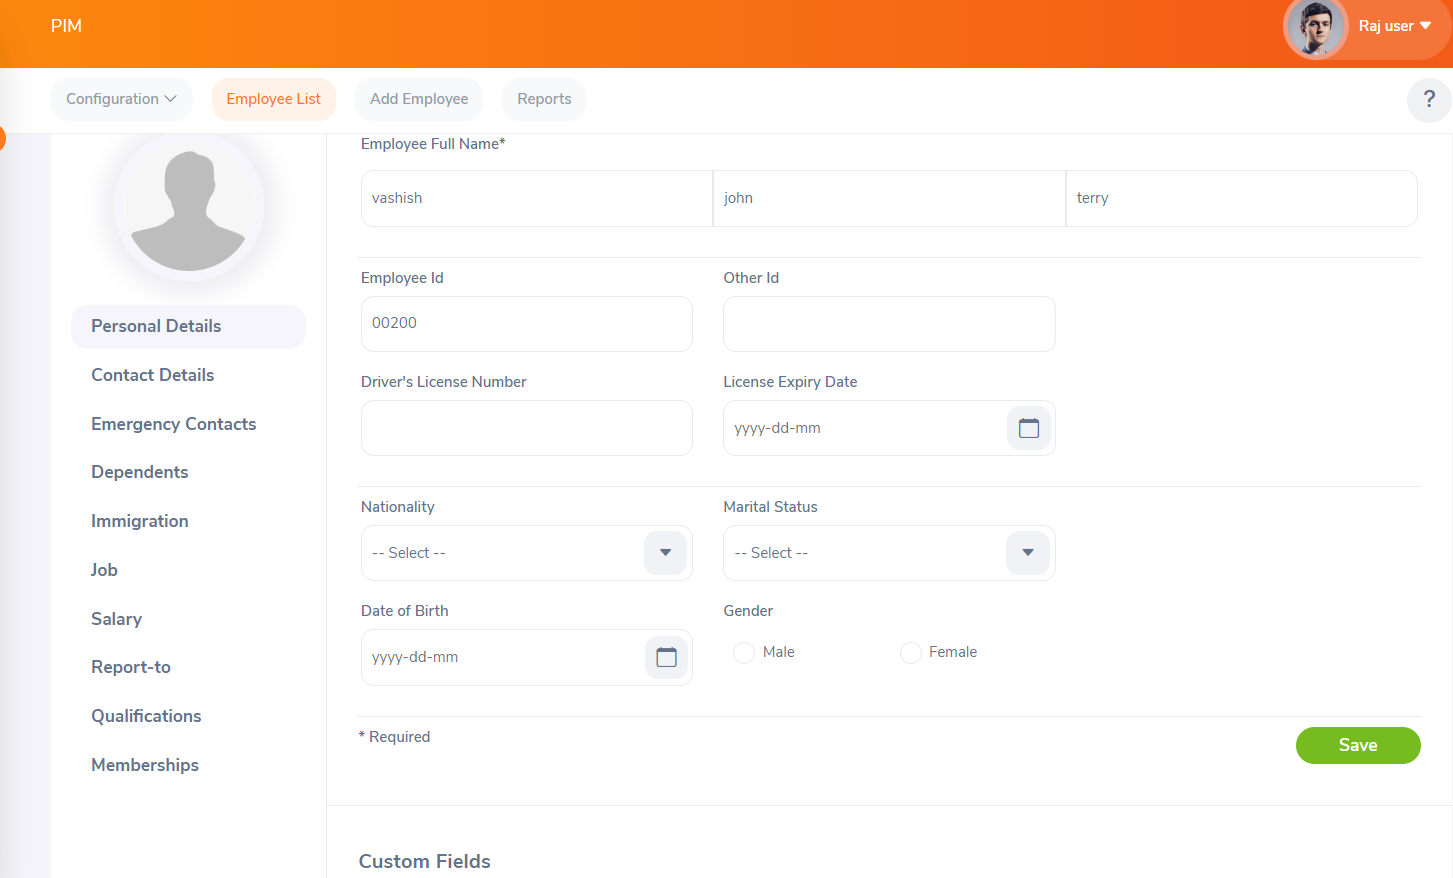 PIM
Raj user
Configuration Employee List Add Employee Reports ?
Employee Full Name*
vashish john terry
Personal Details
Contact Details
Emergency Contacts
Dependents
Immigration
Job
Salary
Report-to
Qualifications
Memberships
Employee Id Other Id
00200
Driver's License Number License Expiry Date
yyyy-dd-mm
Nationality Marital Status
-- Select -- -- Select --
Date of Birth Gender
yyyy-dd-mm Male Female
* Required
Save
Custom Fields